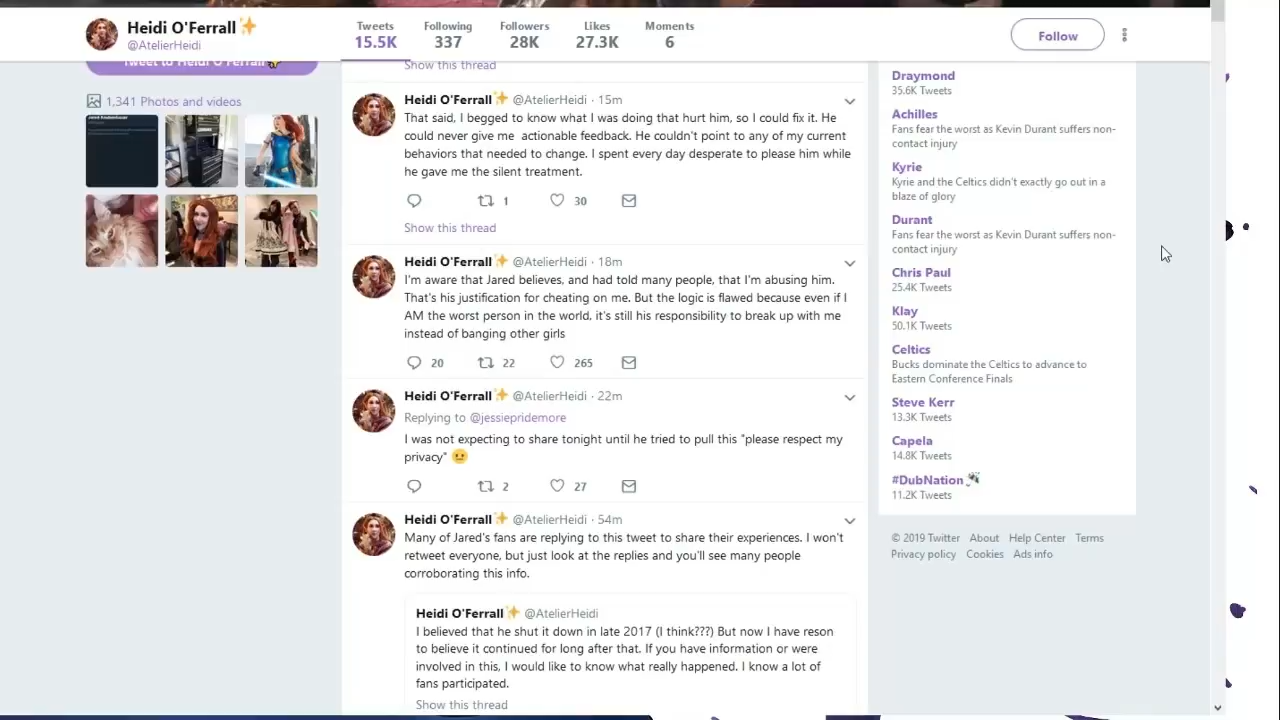 Heidi O'Ferrall✨
@AtelierHeidi
Tweets
15.5K
Following
337
Followers
28K
Likes
27.3K
Moments
6
Follow
Tweet to Heidi O'Ferrall✨
1,341 Photos and videos
Show this thread
Heidi O'Ferrall✨ @AtelierHeidi · 15m
That said, I begged to know what I was doing that hurt him, so I could fix it. He
could never give me actionable feedback. He couldn't point to any of my current
behaviors that needed to change. I spent every day desperate to please him while
he gave me the silent treatment.
1
30
Show this thread
Heidi O'Ferrall✨ @AtelierHeidi · 18m
I'm aware that Jared believes, and had told many people, that I'm abusing him.
That's his justification for cheating on me. But the logic is flawed because even if I
AM the worst person in the world, it's still his responsibility to break up with me
instead of banging other girls
20
22
265
Heidi O'Ferrall✨ @AtelierHeidi · 22m
Replying to @jessiepridemore
I was not expecting to share tonight until he tried to pull this "please respect my
privacy" 😐
2
27
Heidi O'Ferrall✨ @AtelierHeidi · 54m
Many of Jared's fans are replying to this tweet to share their experiences. I won't
retweet everyone, but just look at the replies and you'll see many people
corroborating this info.
Heidi O'Ferrall✨ @AtelierHeidi
I believed that he shut it down in late 2017 (I think???) But now I have reson
to believe it continued for long after that. If you have information or were
involved in this, I would like to know what really happened. I know a lot of
fans participated.
Show this thread
Draymond
35.6K Tweets
Achilles
Fans fear the worst as Kevin Durant suffers non-
contact injury
Kyrie
Kyrie and the Celtics didn't exactly go out in a
blaze of glory
Durant
Fans fear the worst as Kevin Durant suffers non-
contact injury
Chris Paul
25.4K Tweets
Klay
50.1K Tweets
Celtics
Bucks dominate the Celtics to advance to
Eastern Conference Finals
Steve Kerr
13.3K Tweets
Capela
14.8K Tweets
#DubNation
11.2K Tweets
© 2019 Twitter About Help Center Terms
Privacy policy Cookies Ads info